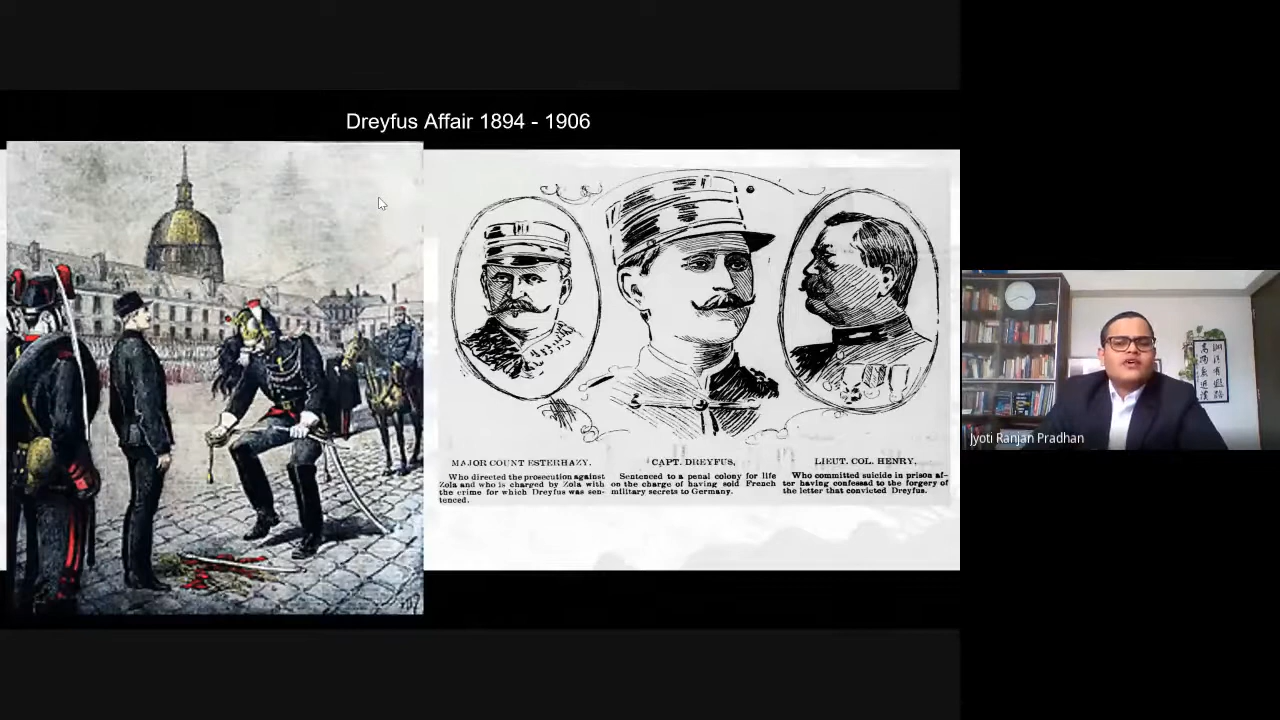 Dreyfus Affair 1894 - 1906
MAJOR COUNT ESTERHAZY.
Who directed the prosecution against
Zola and who is charged by Zola with
the crime for which Dreyfus was sen-
tenced.
CAPT. DREYFUS,
Sentenced to a penal colony for life
on the charge of having sold French
military secrets to Germany.
LIEUT. COL. HENRY,
Who committed suicide in prison af-
ter having confessed to the forgery of
the letter that convicted Dreyfus.
Jyoti Ranjan Pradhan